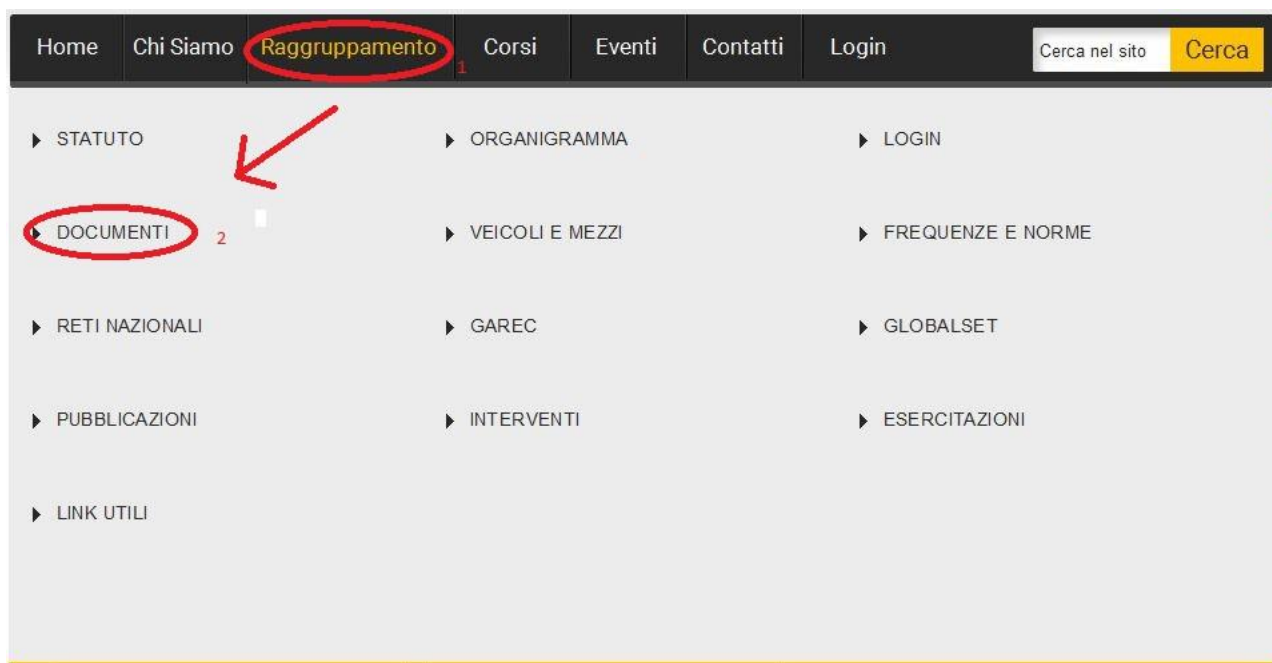 Home Chi Siamo Raggruppamento 1 Corsi Eventi Contatti Login Cerca nel sito Cerca
STATUTO ORGANIGRAMMA LOGIN
DOCUMENTI 2 VEICOLI E MEZZI FREQUENZE E NORME
RETI NAZIONALI GAREC GLOBALSET
PUBBLICAZIONI INTERVENTI ESERCITAZIONI
LINK UTILI